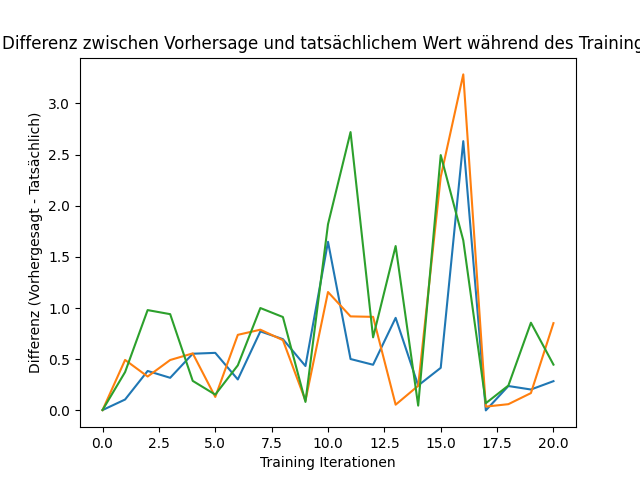 Differenz zwischen Vorhersage und tatsächlichem Wert während des Training
Differenz (Vorhergesagt - Tatsächlich)
3.0
2.5
2.0
1.5
1.0
0.5
0.0
0.0 2.5 5.0 7.5 10.0 12.5 15.0 17.5 20.0
Training Iterationen